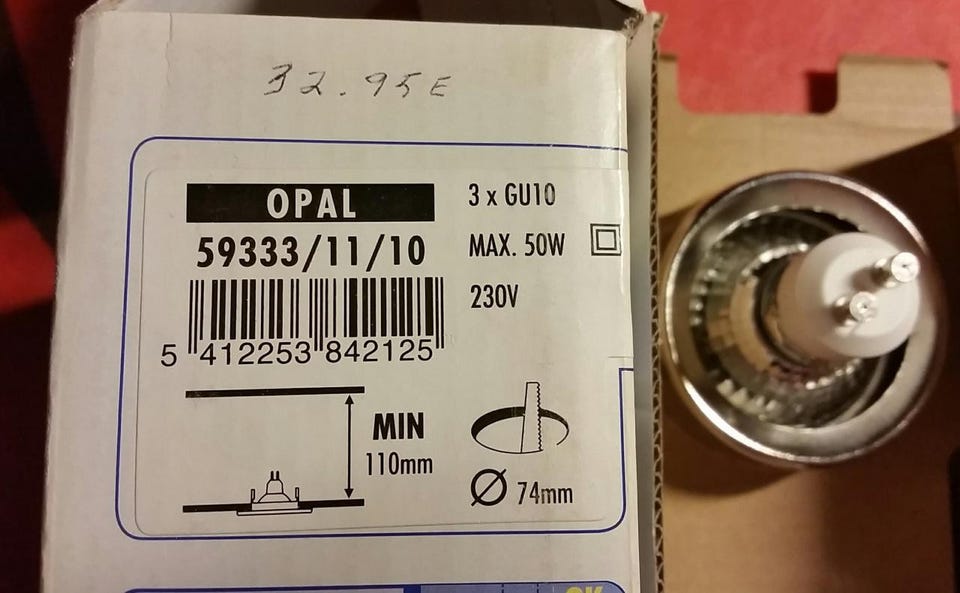 32.95E
OPAL
3 x GU10
59333/11/10
MAX. 50W
230V
5 412253 842125
MIN
110mm
Ø 74mm